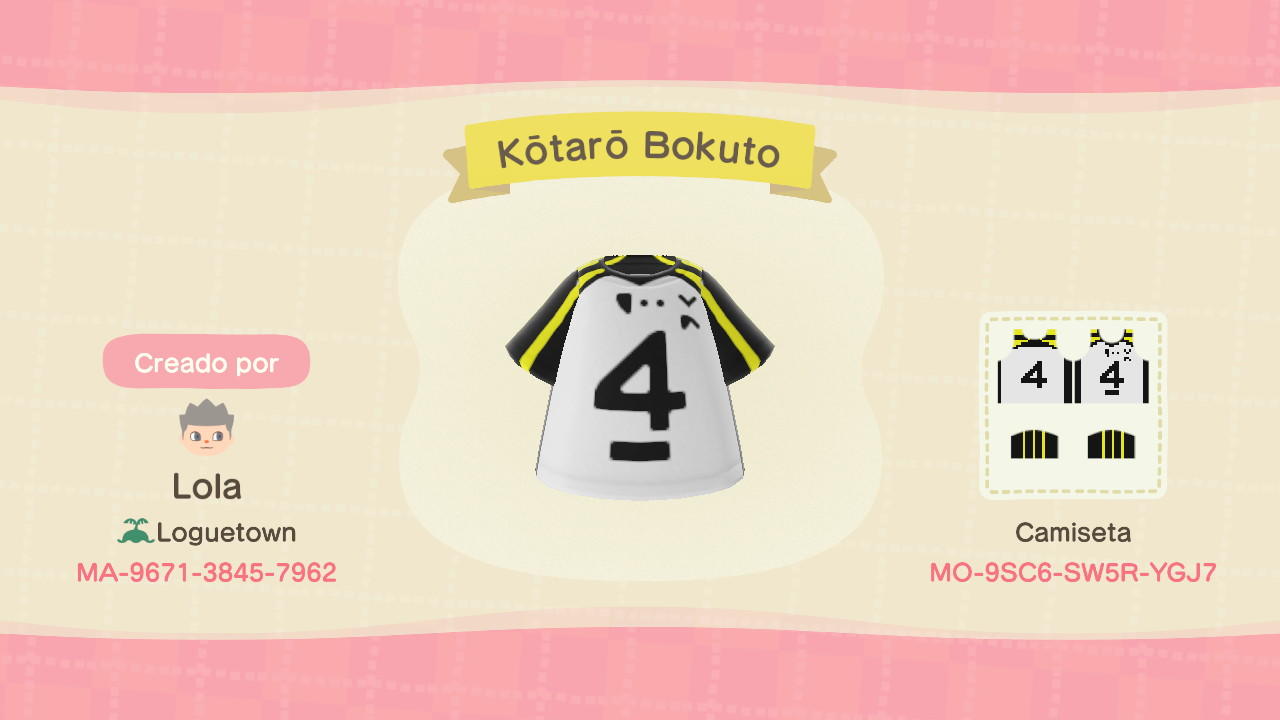 Kōtarō Bokuto
4
Creado por
Lola
Loguetown
MA-9671-3845-7962
4 4
Camiseta
MO-9SC6-SW5R-YGJ7